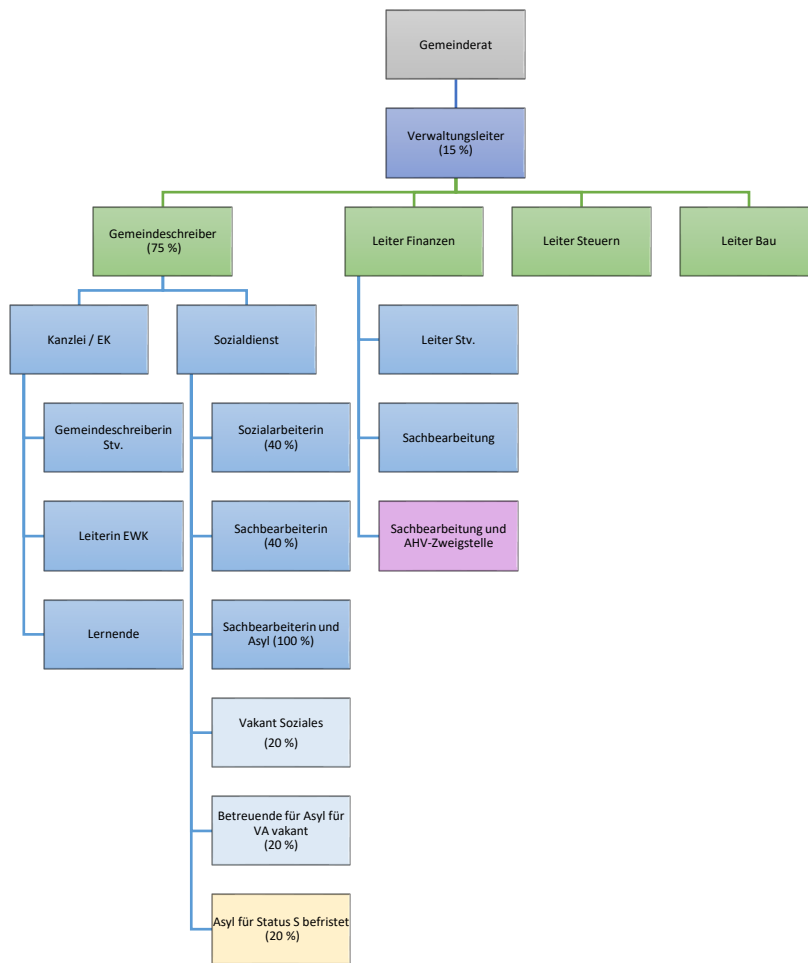 Gemeinderat
Verwaltungsleiter
(15 %)
Gemeindeschreiber
(75 %)
Leiter Finanzen
Leiter Steuern
Leiter Bau
Kanzlei / EK
Sozialdienst
Leiter Stv.
Gemeindeschreiberin
Stv.
Sozialarbeiterin
(40 %)
Sachbearbeitung
Leiterin EWK
Sachbearbeiterin
(40 %)
Sachbearbeitung und
AHV-Zweigstelle
Lernende
Sachbearbeiterin und
Asyl (100 %)
Vakant Soziales
(20 %)
Betreuende für Asyl für
VA vakant
(20 %)
Asyl für Status S befristet
(20 %)